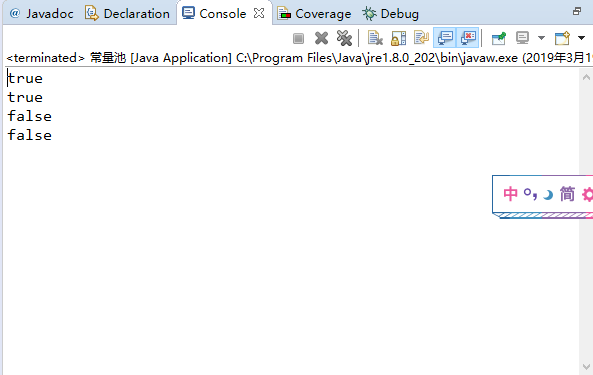 Javadoc Declaration Console Coverage Debug
<terminated> 常量池 [Java Application] C:\Program Files\Java\jre1.8.0_202\bin\javaw.exe (2019年3月19
true
true
false
false
中 简